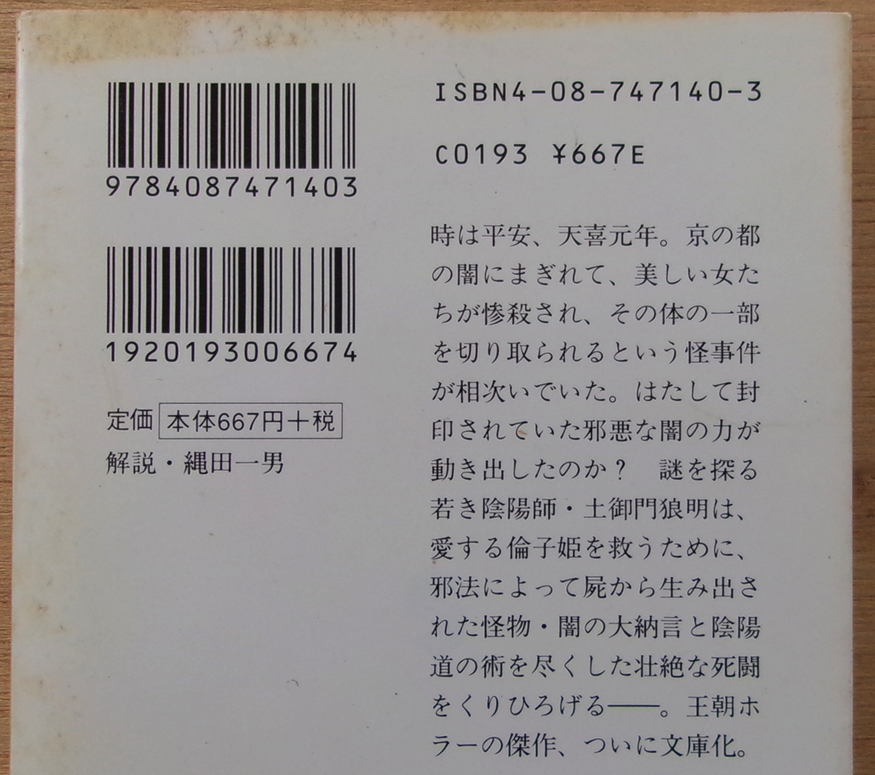 9784087471403
1920193006674
定価 本体667円+税
解説・縄田一男
ISBN4-08-747140-3
C0193 ¥667E
時は平安、天喜元年。京の都
の闇にまぎれて、美しい女た
ちが惨殺され、その体の一部
を切り取られるという怪事件
が相次いでいた。はたして封
印されていた邪悪な闇の力が
動き出したのか? 謎を探る
若き陰陽師・土御門狼明は、
愛する倫子姫を救うために、
邪法によって屍から生み出さ
れた怪物・闇の大納言と陰陽
道の術を尽くした壮絶な死闘
をくりひろげる――。王朝ホ
ラーの傑作、ついに文庫化。